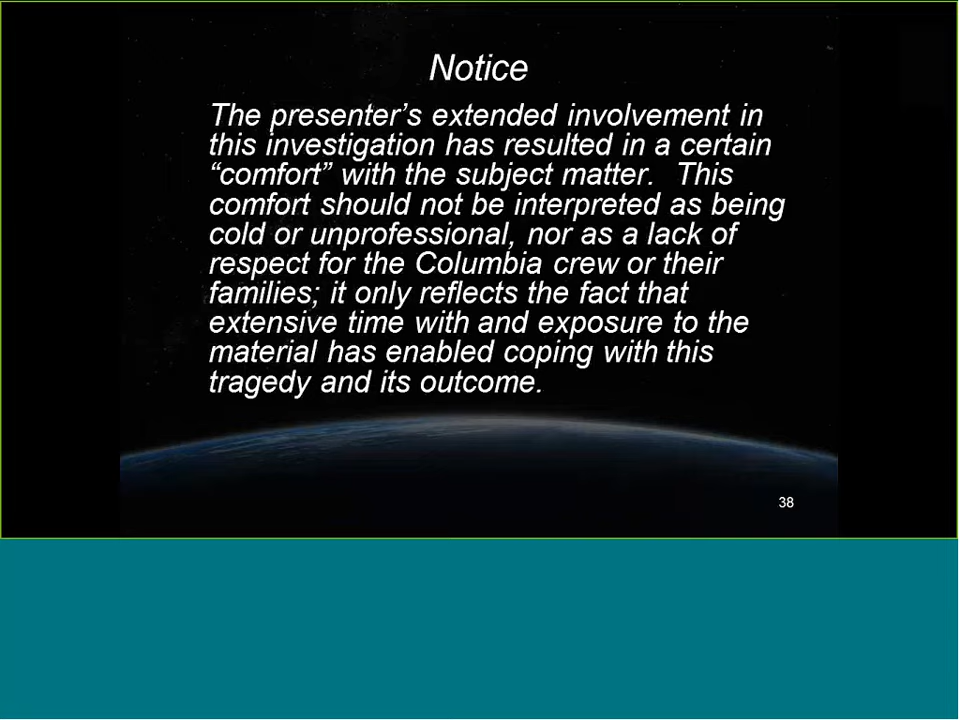 Notice
The presenter’s extended involvement in
this investigation has resulted in a certain
“comfort” with the subject matter.  This
comfort should not be interpreted as being
cold or unprofessional, nor as a lack of
respect for the Columbia crew or their
families; it only reflects the fact that
extensive time with and exposure to the
material has enabled coping with this
tragedy and its outcome.
38